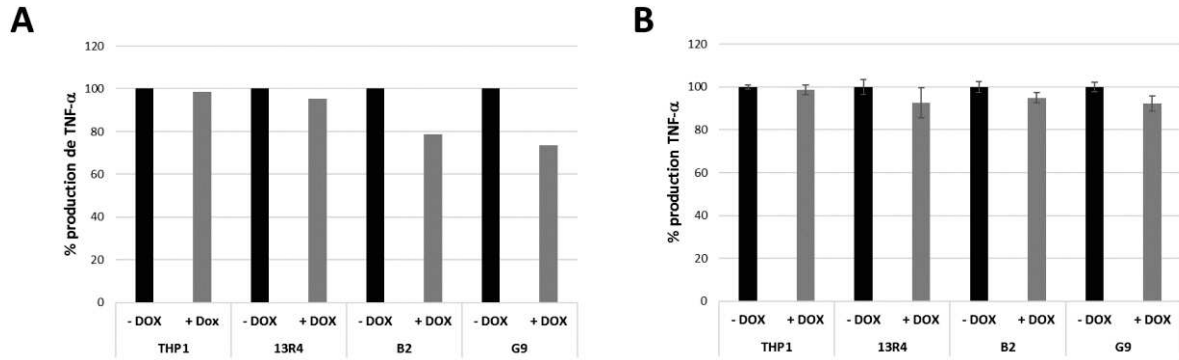 A
% production de TNF-α
120
100
80
60
40
20
0
- DOX + Dox - DOX + DOX - DOX + DOX - DOX + DOX
THP1 13R4 B2 G9
B
% production TNF-α
120
100
80
60
40
20
0
- DOX + DOX - DOX + DOX - DOX + DOX - DOX + DOX
THP1 13R4 B2 G9